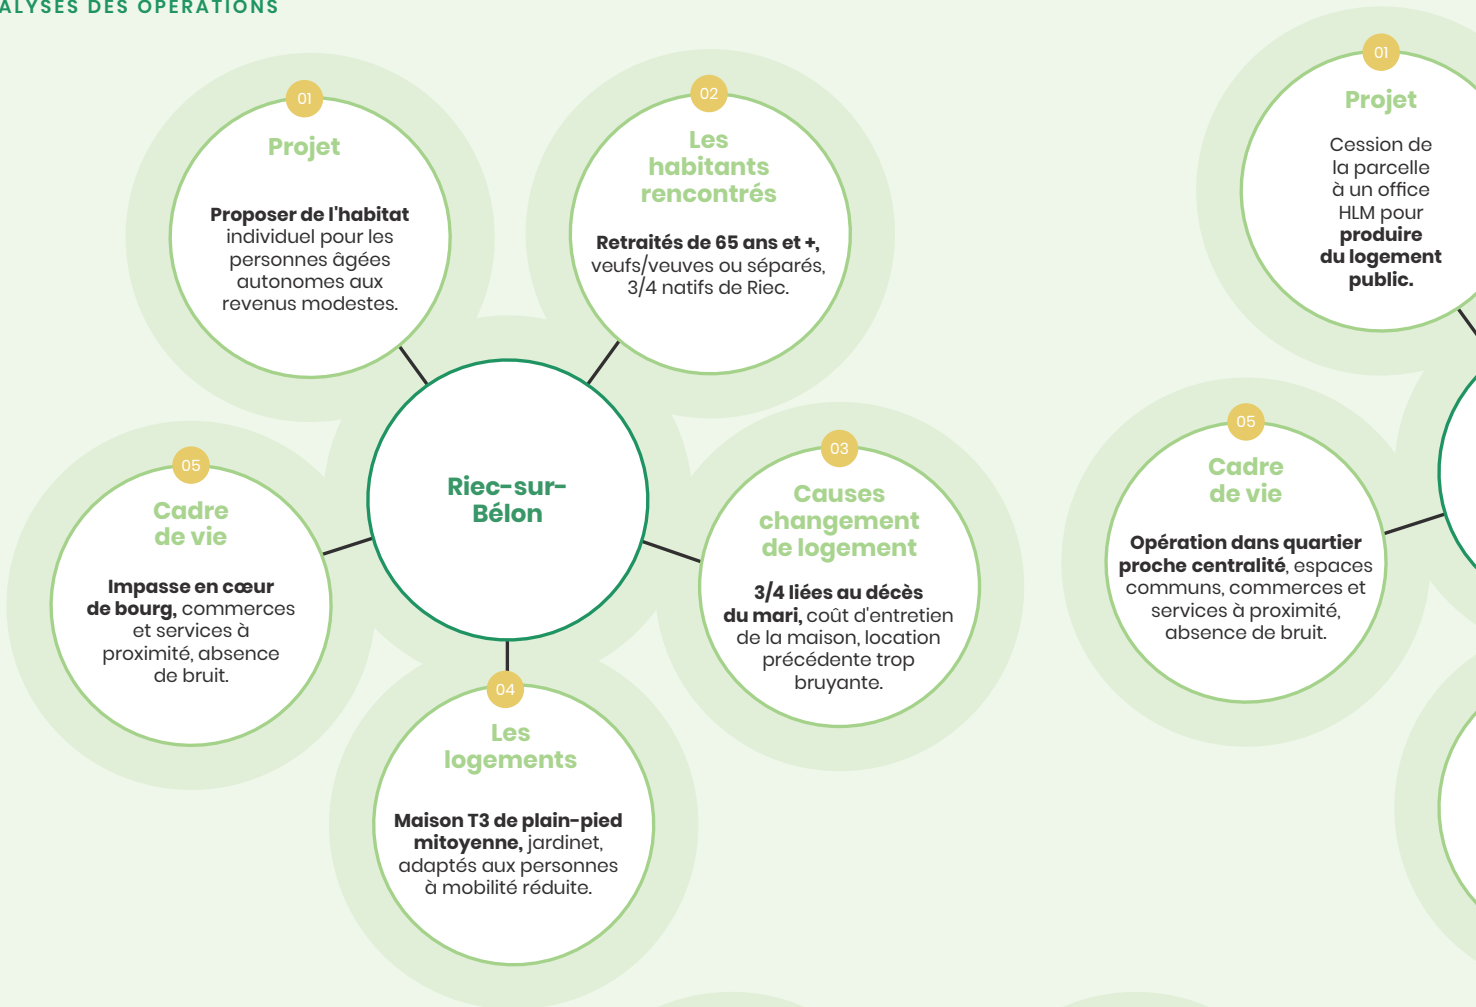 ALYSES DES OPÉRATIONS
01
Projet
Proposer de l'habitat
individuel pour les
personnes âgées
autonomes aux
revenus modestes.
02
Les
habitants
rencontrés
Retraités de 65 ans et +,
veufs/veuves ou séparés,
3/4 natifs de Riec.
Riec-sur-
Bélon
03
Causes
changement
de logement
3/4 liées au décès
du mari, coût d'entretien
de la maison, location
précédente trop
bruyante.
04
Les
logements
Maison T3 de plain-pied
mitoyenne, jardinet,
adaptés aux personnes
à mobilité réduite.
05
Cadre
de vie
Impasse en cœur
de bourg, commerces
et services à
proximité, absence
de bruit.
01
Projet
Cession de
la parcelle
à un office
HLM pour
produire
du logement
public.
05
Cadre
de vie
Opération dans quartier
proche centralité, espaces
communs, commerces et
services à proximité,
absence de bruit.